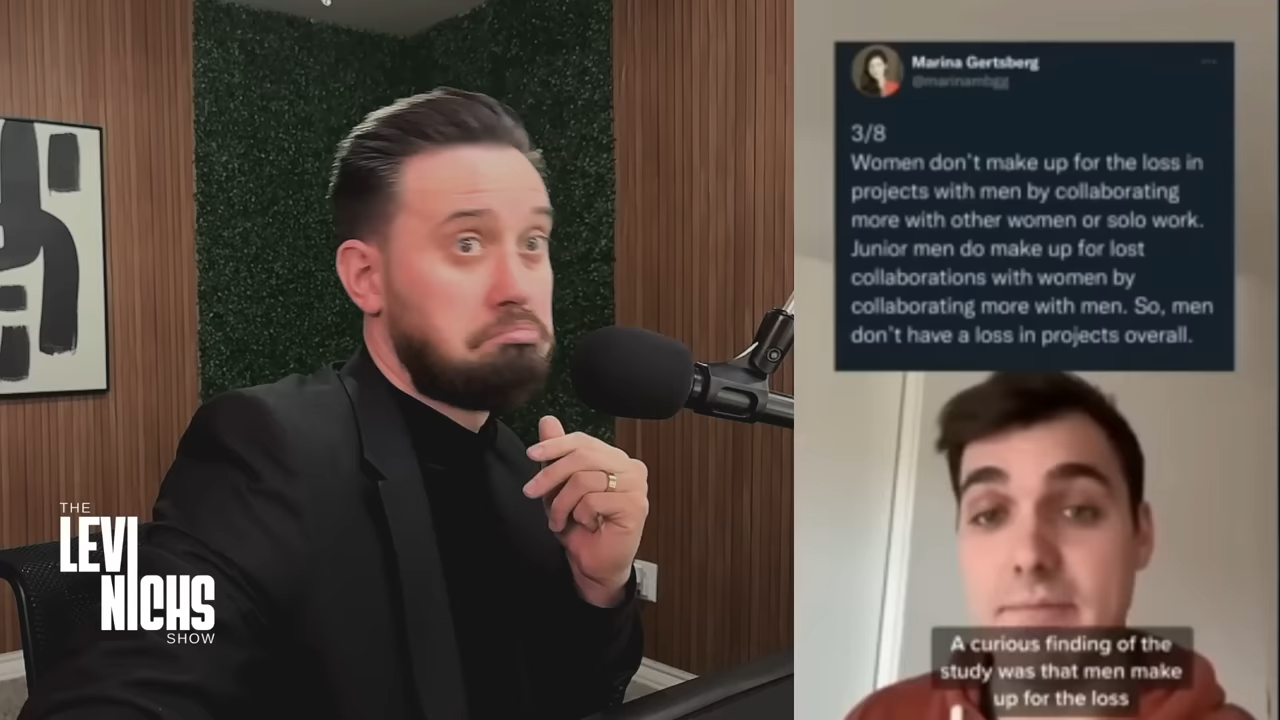 THE
LEVI
NICHS
SHOW
Marina Gertsberg
@marinambgg
3/8
Women don't make up for the loss in
projects with men by collaborating
more with other women or solo work.
Junior men do make up for lost
collaborations with women by
collaborating more with men. So, men
don't have a loss in projects overall.
A curious finding of the
study was that men make
up for the loss